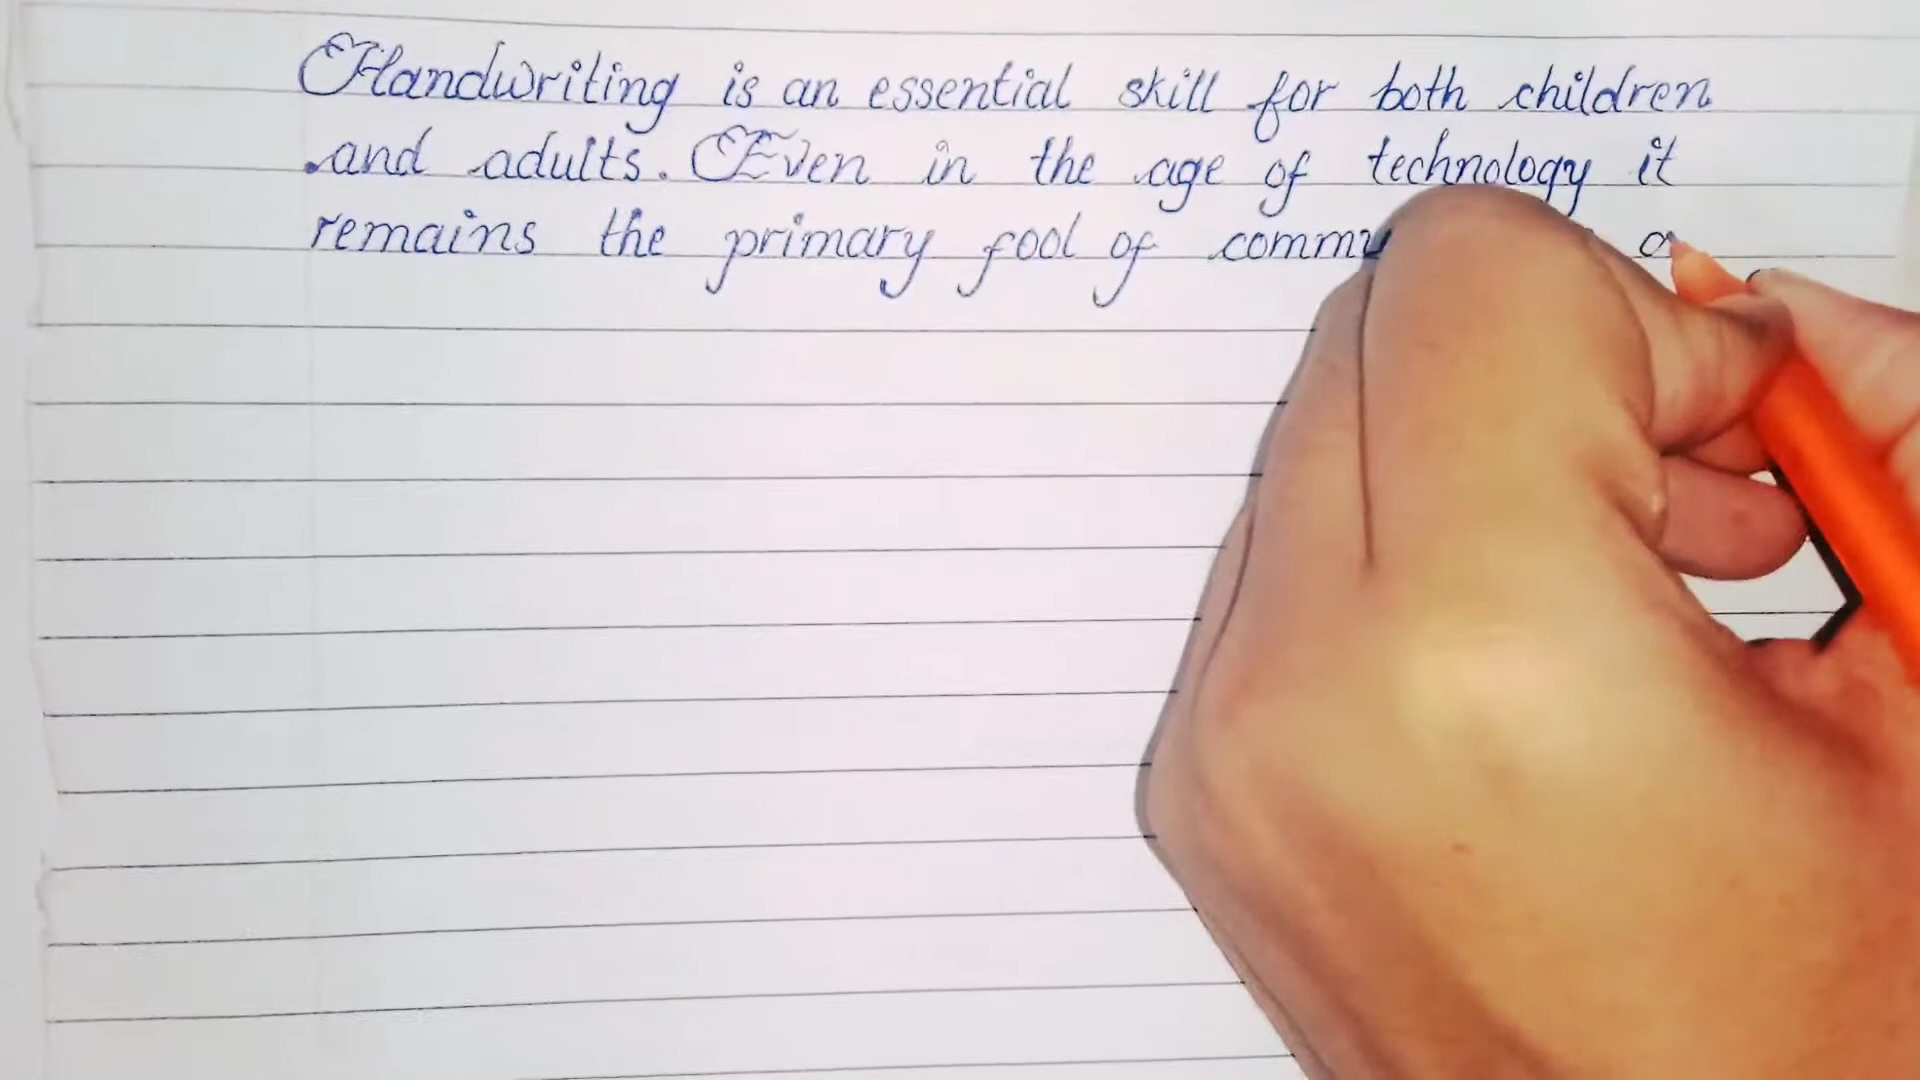 Handwriting is an essential skill for both children
and adults. Even in the age of technology it
remains the primary fool of